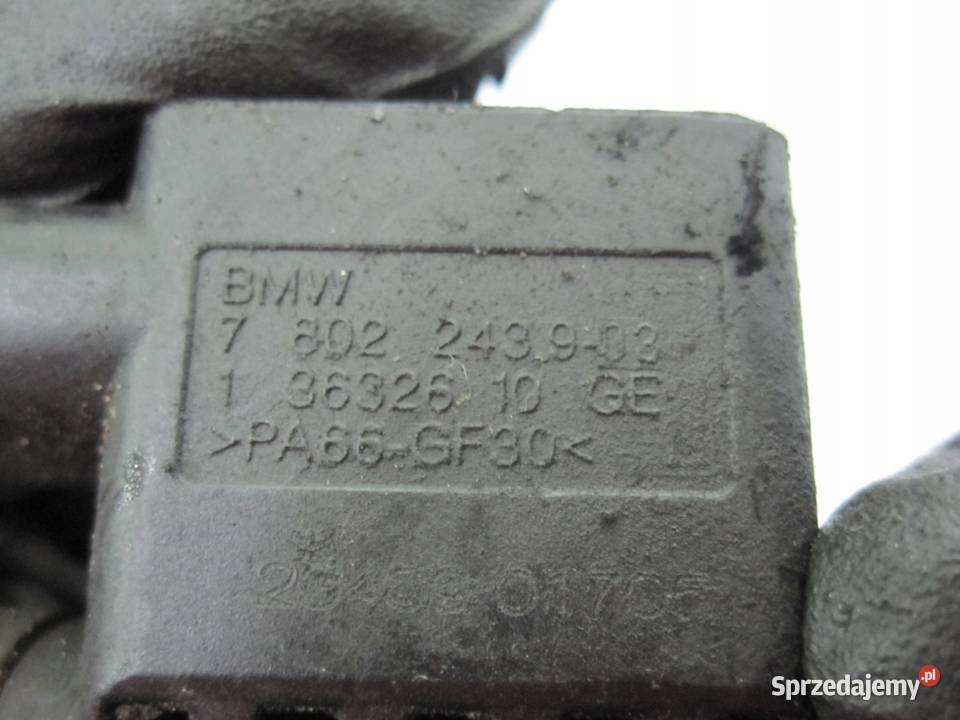 BMW
7 802 243.9-03
1 36326 10 GE
>PA66-GF30<
Sprzedajemy.pl